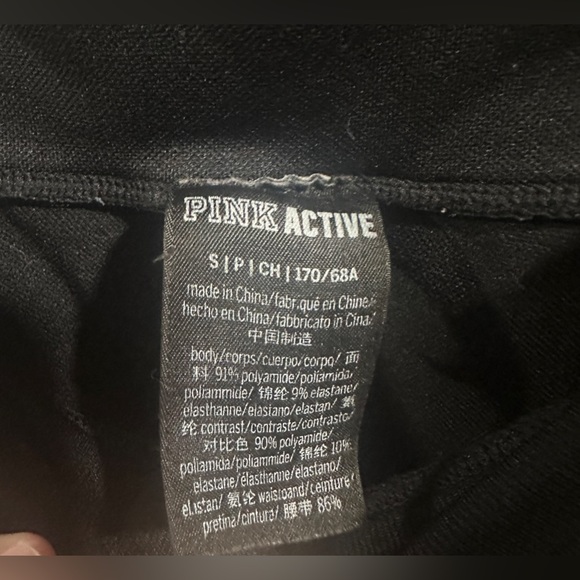 PINK ACTIVE
S|P|CH|170/68A
made in China/fabr.qué en Chine/
hecho en China/fabbricato in Cina/
中国制造
body/corps/cuerpo/corpo/ 面
料 91% polyamide/poliamida/
poliammide/ 锦纶 9% elastane/
élasthanne/elastano/elastan/ 氨
纶 contrast/contraste/contrasto/
对比色 90% polyamide/
poliamida/poliammide/ 锦纶 10%
elastane/élasthanne/elastano/
elastan/ 氨纶 waistband/ceinture/
pretina/cintura/ 腰带 86%